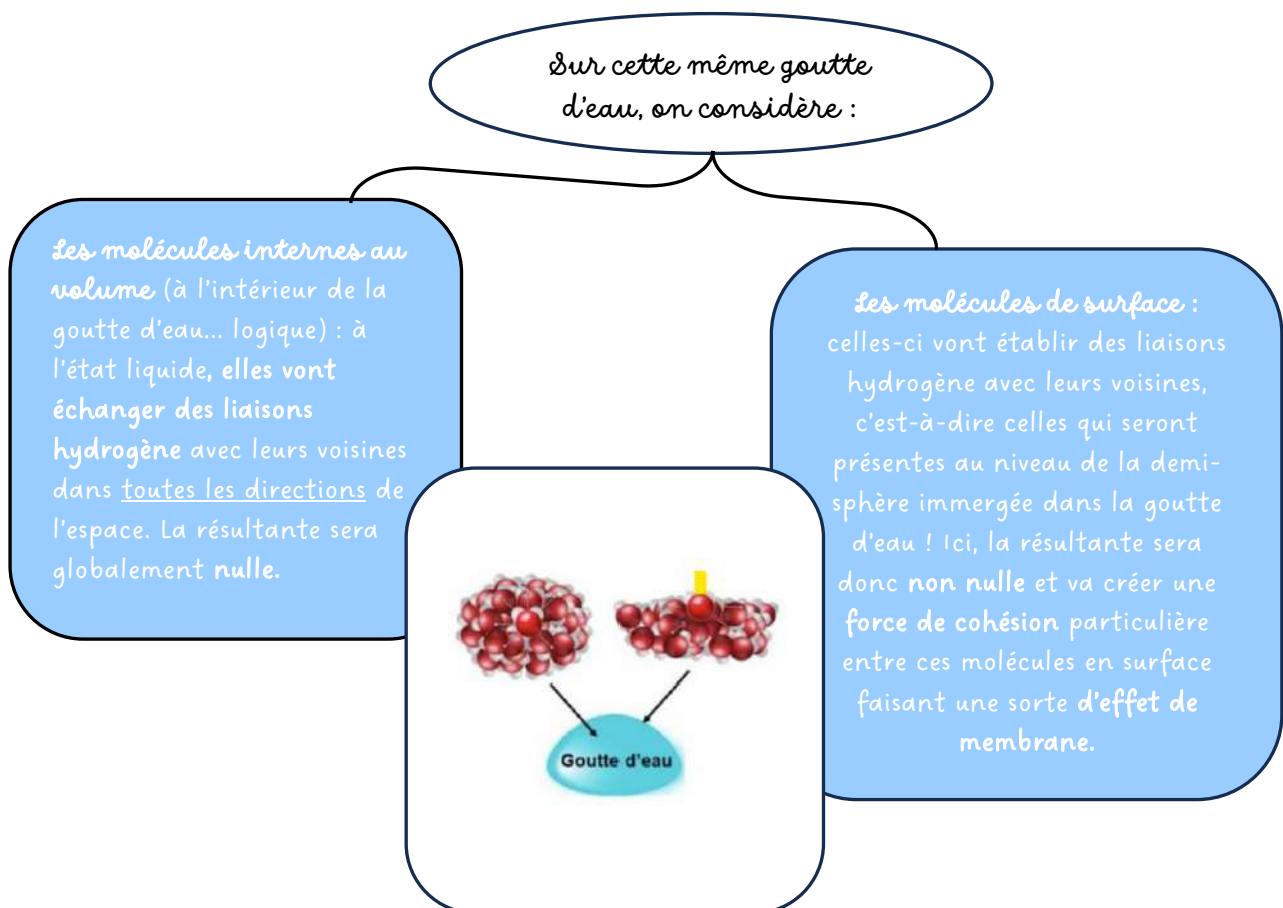 Sur cette même goutte
d'eau, on considère :
Les molécules internes au
volume (à l'intérieur de la
goutte d'eau... logique) : à
l'état liquide, elles vont
échanger des liaisons
hydrogène avec leurs voisines
dans toutes les directions de
l'espace. La résultante sera
globalement nulle.
Les molécules de surface :
celles-ci vont établir des liaisons
hydrogène avec leurs voisines,
c'est-à-dire celles qui seront
présentes au niveau de la demi-
sphère immergée dans la goutte
d'eau ! Ici, la résultante sera
donc non nulle et va créer une
force de cohésion particulière
entre ces molécules en surface
faisant une sorte d'effet de
membrane.
Goutte d'eau